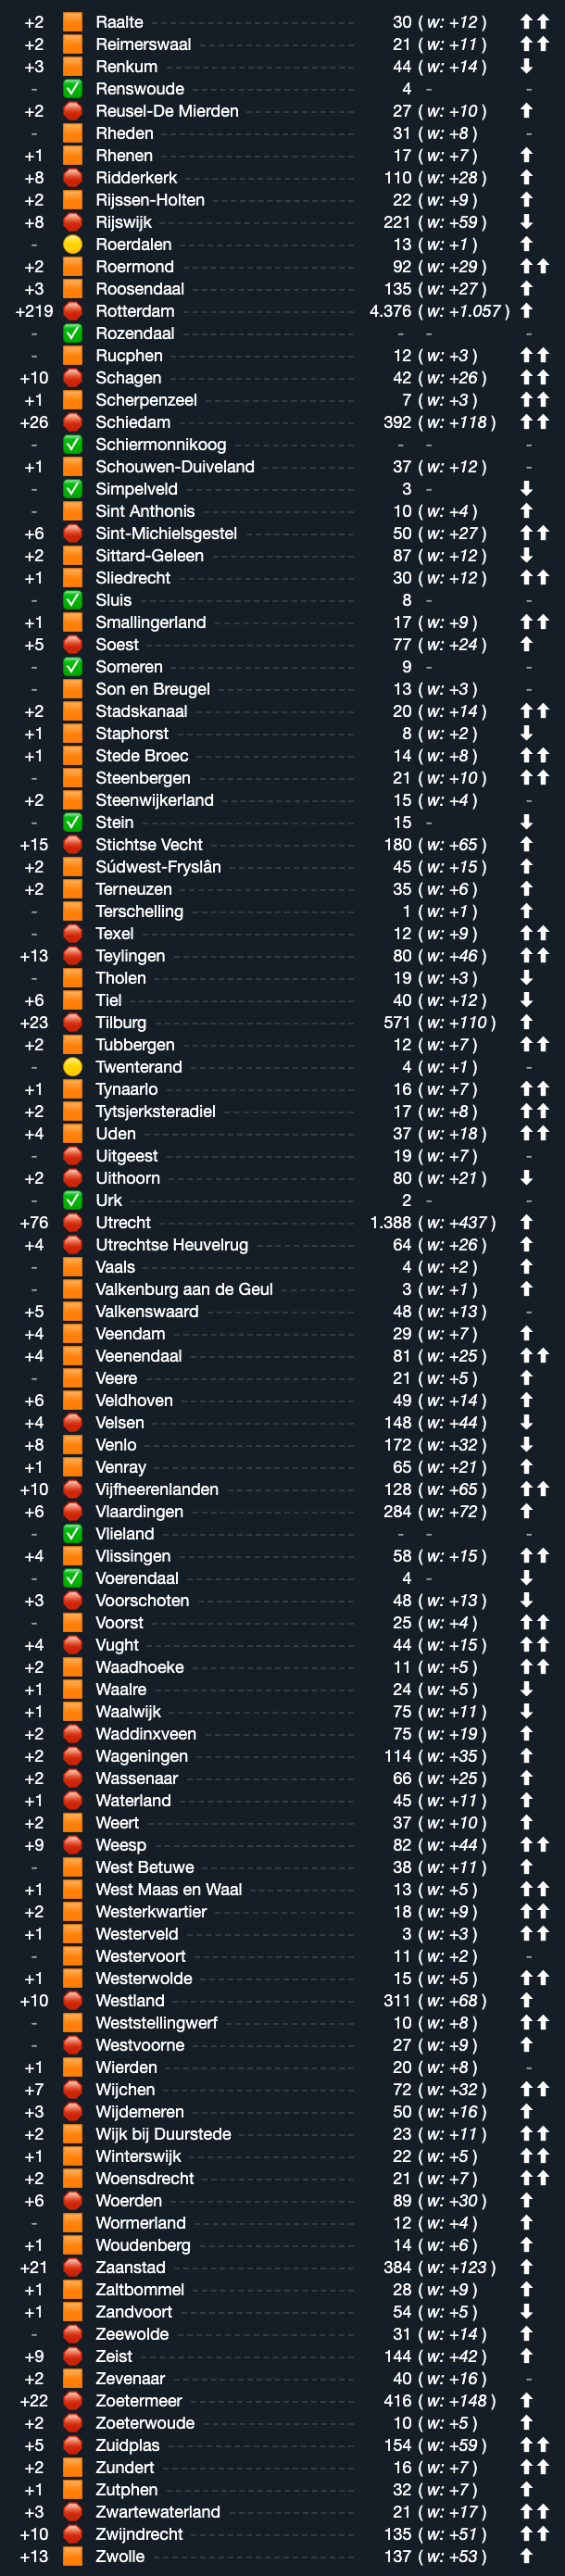 +2 🟧 Raalte 30 ( w: +12 ) ⬆⬆
+2 🟧 Reimerswaal 21 ( w: +11 ) ⬆⬆
+3 🟧 Renkum 44 ( w: +14 ) ⬇
- ✅ Renswoude 4 - -
+2 🛑 Reusel-De Mierden 27 ( w: +10 ) ⬆
- 🟧 Rheden 31 ( w: +8 ) -
+1 🟧 Rhenen 17 ( w: +7 ) ⬆
+8 🛑 Ridderkerk 110 ( w: +28 ) ⬆
+2 🟧 Rijssen-Holten 22 ( w: +9 ) ⬆
+8 🛑 Rijswijk 221 ( w: +59 ) ⬇
- 🟡 Roerdalen 13 ( w: +1 ) ⬆
+2 🟧 Roermond 92 ( w: +29 ) ⬆⬆
+3 🟧 Roosendaal 135 ( w: +27 ) ⬆
+219 🛑 Rotterdam 4.376 ( w: +1.057 ) ⬆
- ✅ Rozendaal - - -
- 🟧 Rucphen 12 ( w: +3 ) ⬆⬆
+10 🛑 Schagen 42 ( w: +26 ) ⬆⬆
+1 🟧 Scherpenzeel 7 ( w: +3 ) ⬆⬆
+26 🛑 Schiedam 392 ( w: +118 ) ⬆⬆
- ✅ Schiermonnikoog - - -
+1 🟧 Schouwen-Duiveland 37 ( w: +12 ) -
- ✅ Simpelveld 3 - ⬇
- 🟧 Sint Anthonis 10 ( w: +4 ) ⬆
+6 🛑 Sint-Michielsgestel 50 ( w: +27 ) ⬆⬆
+2 🟧 Sittard-Geleen 87 ( w: +12 ) ⬇
+1 🟧 Sliedrecht 30 ( w: +12 ) ⬆⬆
- ✅ Sluis 8 - -
+1 🟧 Smallingerland 17 ( w: +9 ) ⬆⬆
+5 🛑 Soest 77 ( w: +24 ) ⬆
- ✅ Someren 9 - -
- 🟧 Son en Breugel 13 ( w: +3 ) -
+2 🟧 Stadskanaal 20 ( w: +14 ) ⬆⬆
+1 🟧 Staphorst 8 ( w: +2 ) ⬇
+1 🟧 Stede Broec 14 ( w: +8 ) ⬆⬆
- 🟧 Steenbergen 21 ( w: +10 ) ⬆⬆
+2 🟧 Steenwijkerland 15 ( w: +4 ) -
- ✅ Stein 15 - ⬇
+15 🛑 Stichtse Vecht 180 ( w: +65 ) ⬆
+2 🟧 Súdwest-Fryslân 45 ( w: +15 ) ⬆
+2 🟧 Terneuzen 35 ( w: +6 ) ⬆
- 🟧 Terschelling 1 ( w: +1 ) ⬆
- 🛑 Texel 12 ( w: +9 ) ⬆⬆
+13 🛑 Teylingen 80 ( w: +46 ) ⬆⬆
- 🟧 Tholen 19 ( w: +3 ) ⬇
+6 🟧 Tiel 40 ( w: +12 ) ⬇
+23 🛑 Tilburg 571 ( w: +110 ) ⬆
+2 🟧 Tubbergen 12 ( w: +7 ) ⬆⬆
- 🟡 Twenterand 4 ( w: +1 ) -
+1 🟧 Tynaarlo 16 ( w: +7 ) ⬆⬆
+2 🟧 Tytsjerksteradiel 17 ( w: +8 ) ⬆⬆
+4 🟧 Uden 37 ( w: +18 ) ⬆⬆
- 🛑 Uitgeest 19 ( w: +7 ) -
+2 🛑 Uithoorn 80 ( w: +21 ) ⬇
- ✅ Urk 2 - -
+76 🛑 Utrecht 1.388 ( w: +437 ) ⬆
+4 🛑 Utrechtse Heuvelrug 64 ( w: +26 ) ⬆
- 🟧 Vaals 4 ( w: +2 ) ⬆
- 🟧 Valkenburg aan de Geul 3 ( w: +1 ) ⬆
+5 🟧 Valkenswaard 48 ( w: +13 ) -
+4 🟧 Veendam 29 ( w: +7 ) ⬆
+4 🟧 Veenendaal 81 ( w: +25 ) ⬆⬆
- 🟧 Veere 21 ( w: +5 ) ⬆
+6 🟧 Veldhoven 49 ( w: +14 ) ⬆
+4 🛑 Velsen 148 ( w: +44 ) ⬇
+8 🟧 Venlo 172 ( w: +32 ) ⬇
+1 🟧 Venray 65 ( w: +21 ) ⬆
+10 🛑 Vijfheerenlanden 128 ( w: +65 ) ⬆⬆
+6 🛑 Vlaardingen 284 ( w: +72 ) ⬆
- ✅ Vlieland - - -
+4 🟧 Vlissingen 58 ( w: +15 ) ⬆⬆
- ✅ Voerendaal 4 - ⬇
+3 🛑 Voorschoten 48 ( w: +13 ) ⬇
- 🟧 Voorst 25 ( w: +4 ) ⬆⬆
+4 🛑 Vught 44 ( w: +15 ) ⬆⬆
+2 🟧 Waadhoeke 11 ( w: +5 ) ⬆⬆
+1 🟧 Waalre 24 ( w: +5 ) ⬇
+1 🟧 Waalwijk 75 ( w: +11 ) ⬇
+2 🛑 Waddinxveen 75 ( w: +19 ) ⬆
+2 🛑 Wageningen 114 ( w: +35 ) ⬆
+2 🛑 Wassenaar 66 ( w: +25 ) ⬆
+1 🛑 Waterland 45 ( w: +11 ) ⬆
+2 🟧 Weert 37 ( w: +10 ) ⬆
+9 🛑 Weesp 82 ( w: +44 ) ⬆⬆
- 🟧 West Betuwe 38 ( w: +11 ) ⬆
+1 🟧 West Maas en Waal 13 ( w: +5 ) ⬆⬆
+2 🟧 Westerkwartier 18 ( w: +9 ) ⬆⬆
+1 🟧 Westerveld 3 ( w: +3 ) ⬆⬆
- 🟧 Westervoort 11 ( w: +2 ) -
+1 🟧 Westerwolde 15 ( w: +5 ) ⬆⬆
+10 🛑 Westland 311 ( w: +68 ) ⬆
- 🟧 Weststellingwerf 10 ( w: +8 ) ⬆⬆
- 🛑 Westvoorne 27 ( w: +9 ) ⬆
+1 🟧 Wierden 20 ( w: +8 ) -
+7 🛑 Wijchen 72 ( w: +32 ) ⬆⬆
+3 🛑 Wijdemeren 50 ( w: +16 ) ⬆
+2 🟧 Wijk bij Duurstede 23 ( w: +11 ) ⬆⬆
+1 🟧 Winterswijk 22 ( w: +5 ) ⬆⬆
+2 🟧 Woensdrecht 21 ( w: +7 ) ⬆⬆
+6 🛑 Woerden 89 ( w: +30 ) ⬆
- 🟧 Wormerland 12 ( w: +4 ) ⬆
+1 🟧 Woudenberg 14 ( w: +6 ) ⬆
+21 🛑 Zaanstad 384 ( w: +123 ) ⬆
+1 🟧 Zaltbommel 28 ( w: +9 ) ⬆
+1 🟧 Zandvoort 54 ( w: +5 ) ⬇
- 🛑 Zeewolde 31 ( w: +14 ) ⬆
+9 🛑 Zeist 144 ( w: +42 ) ⬆
+2 🟧 Zevenaar 40 ( w: +16 ) -
+22 🛑 Zoetermeer 416 ( w: +148 ) ⬆
+2 🛑 Zoeterwoude 10 ( w: +5 ) ⬆
+5 🛑 Zuidplas 154 ( w: +59 ) ⬆⬆
+2 🟧 Zundert 16 ( w: +7 ) ⬆⬆
+1 🟧 Zutphen 32 ( w: +7 ) ⬆
+3 🛑 Zwartewaterland 21 ( w: +17 ) ⬆⬆
+10 🛑 Zwijndrecht 135 ( w: +51 ) ⬆⬆
+13 🟧 Zwolle 137 ( w: +53 ) ⬆